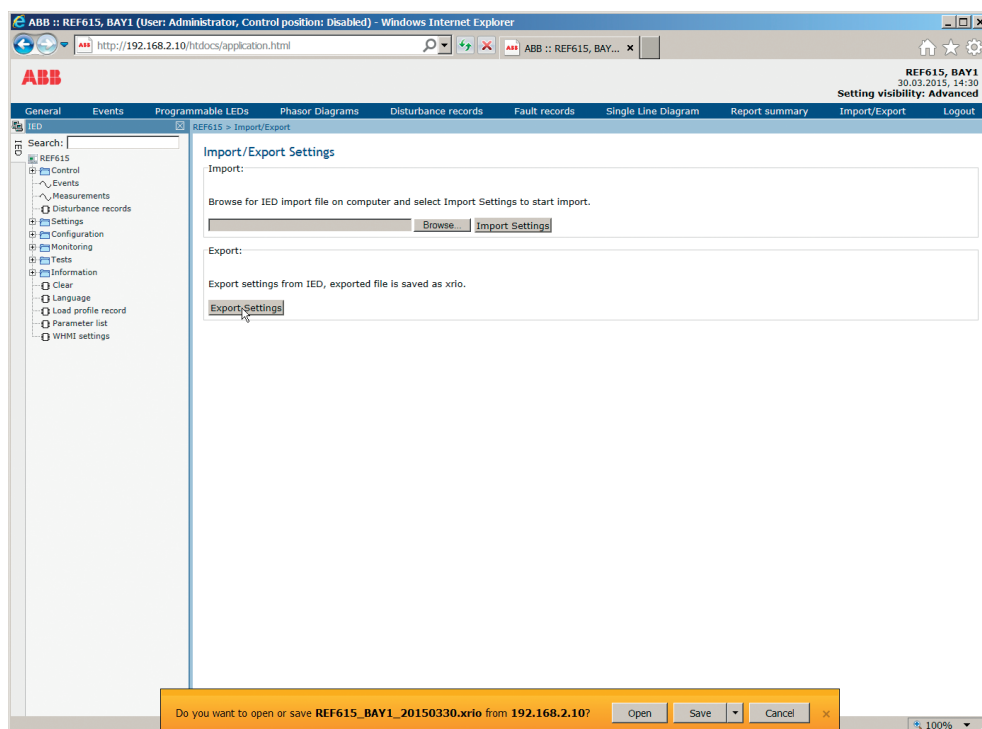 ABB :: REF615, BAY1 (User: Administrator, Control position: Disabled) - Windows Internet Explorer
ABB http://192.168.2.10/htdocs/application.html
ABB ABB :: REF615, BAY...
ABB
REF615, BAY1
30.03.2015, 14:30
Setting visibility: Advanced
General Events Programmable LEDs Phasor Diagrams Disturbance records Fault records Single Line Diagram Report summary Import/Export Logout
IED
REF615 > Import/Export
IED
Search:
REF615
Control
Events
Measurements
Disturbance records
Settings
Configuration
Monitoring
Tests
Information
Clear
Language
Load profile record
Parameter list
WHMI settings
Import/Export Settings
Import:
Browse for IED import file on computer and select Import Settings to start import.
Browse... Import Settings
Export:
Export settings from IED, exported file is saved as xrio.
Export Settings
Do you want to open or save REF615_BAY1_20150330.xrio from 192.168.2.10? Open Save Cancel ×
100%